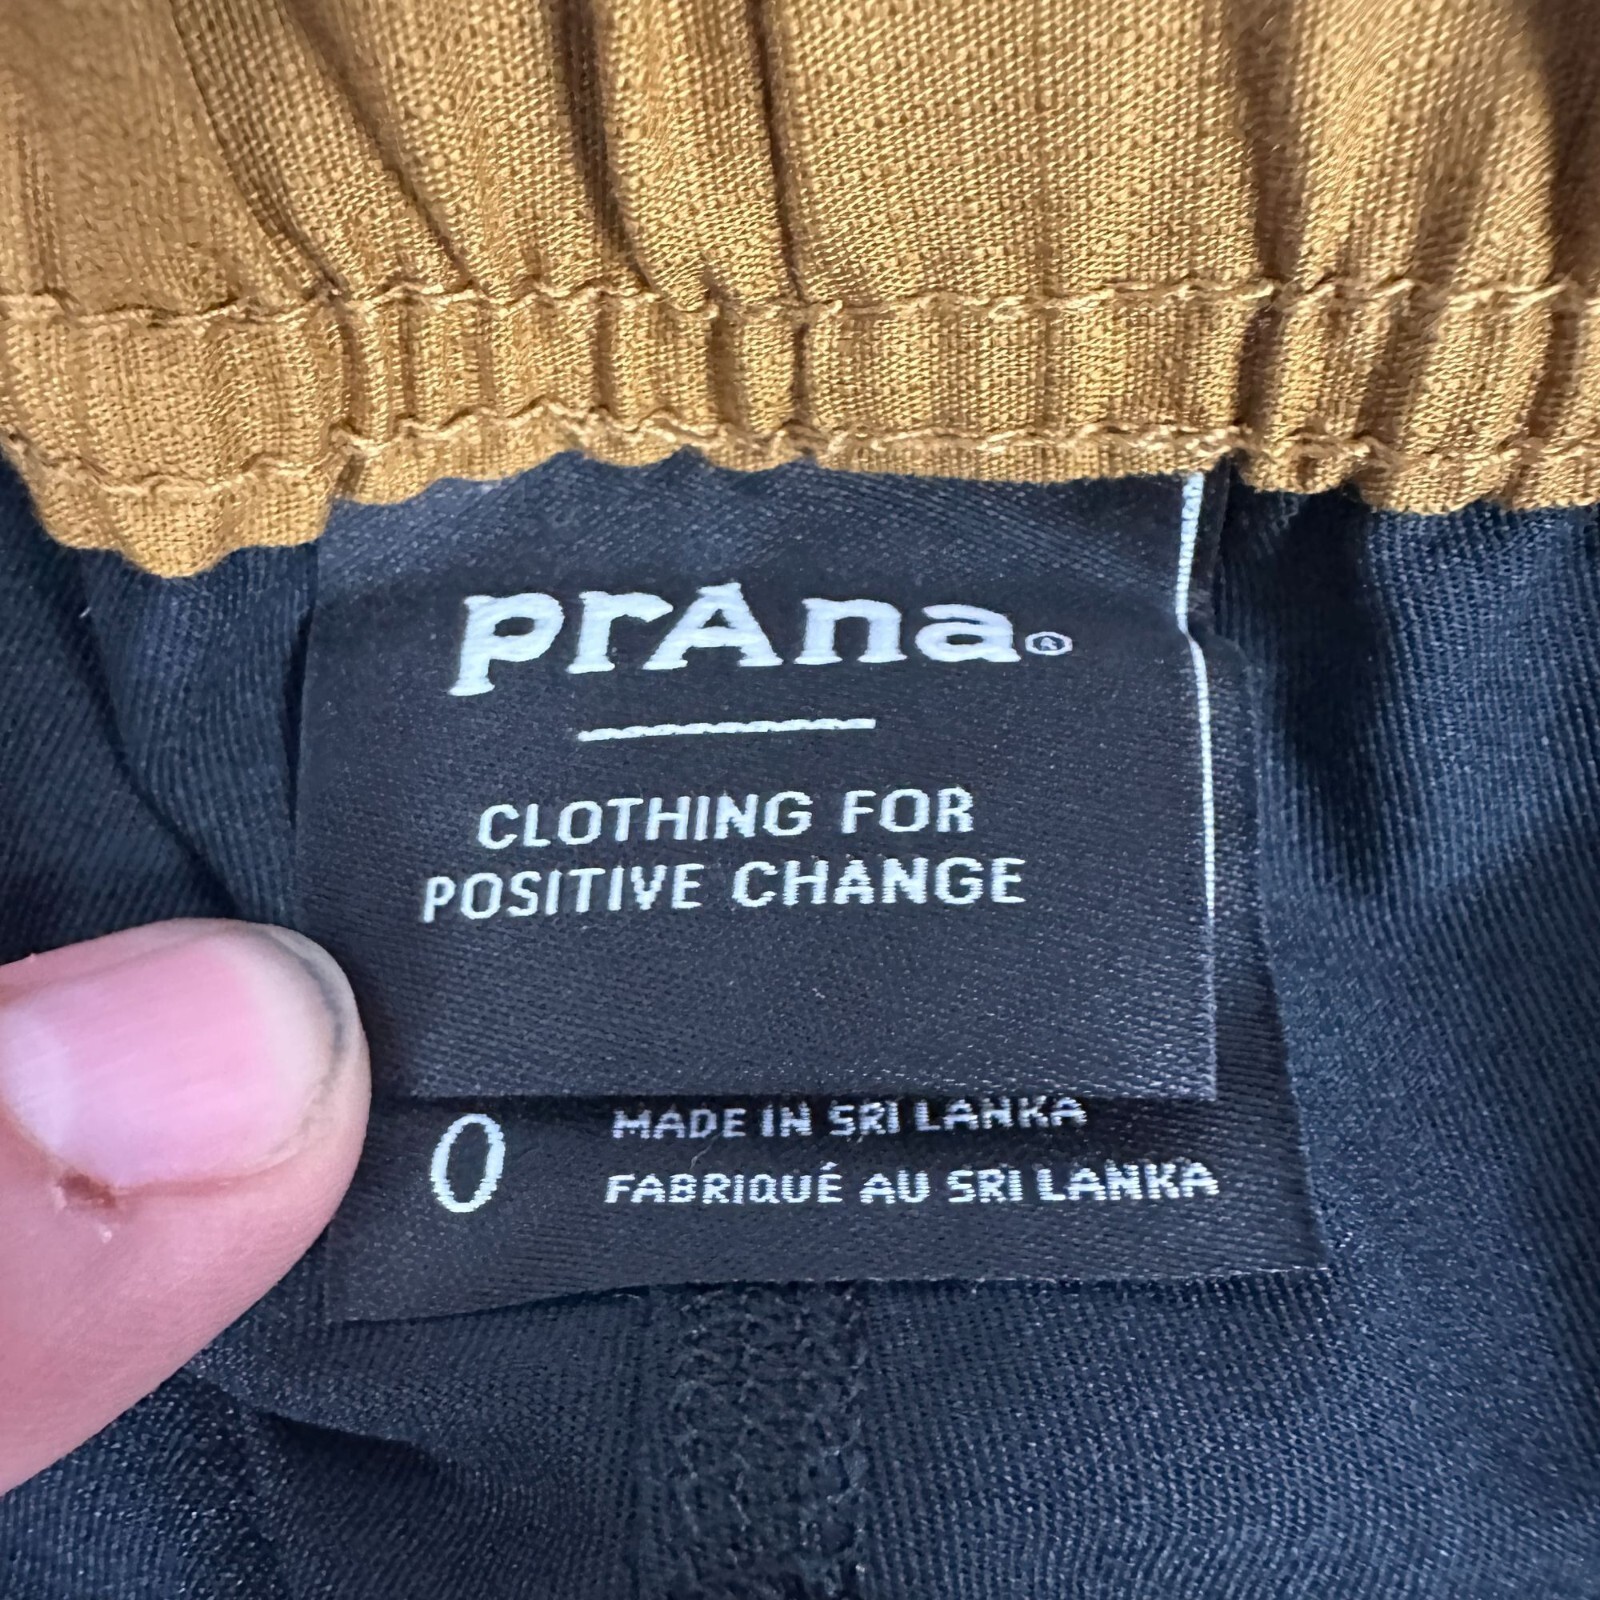 prAna®
CLOTHING FOR
POSITIVE CHANGE
0 MADE IN SRI LANKA
FABRIQUÉ AU SRI LANKA